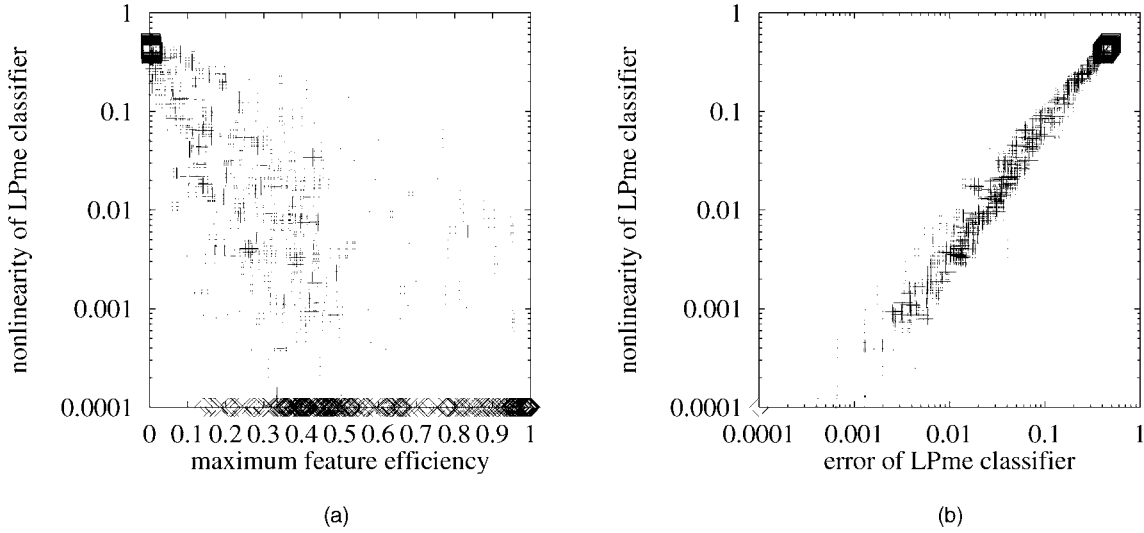 1
0.1
0.01
0.001
0.0001
nonlinearity of LPme classifier
0 0.1 0.2 0.3 0.4 0.5 0.6 0.7 0.8 0.9 1
maximum feature efficiency
(a)
1
0.1
0.01
0.001
0.0001
nonlinearity of LPme classifier
0.0001 0.001 0.01 0.1 1
error of LPme classifier
(b)